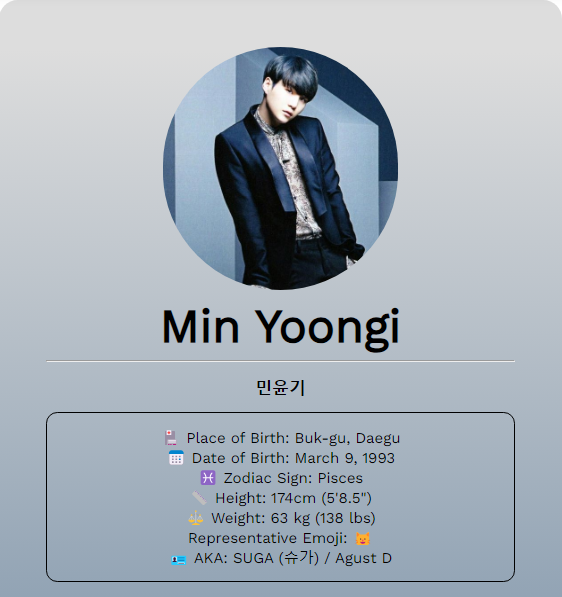 Min Yoongi
민윤기
Place of Birth: Buk-gu, Daegu
Date of Birth: March 9, 1993
Zodiac Sign: Pisces
Height: 174cm (5'8.5")
Weight: 63 kg (138 lbs)
Representative Emoji: 🐱
AKA: SUGA (슈가) / Agust D